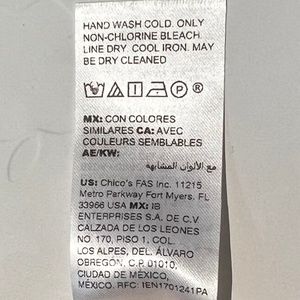 HAND WASH COLD. ONLY
NON-CHLORINE BLEACH.
LINE DRY. COOL IRON. MAY
BE DRY CLEANED
MX: CON COLORES
SIMILARES CA: AVEC
COULEURS SEMBLABLES
AE/KW:
مع الألوان المشابهه
US: Chico's FAS Inc. 11215
Metro Parkway Fort Myers, FL
33966 USA MX: IB
ENTERPRISES S.A. DE C.V
CALZADA DE LOS LEONES
NO. 170, PISO 1, COL.
LOS ALPES, DEL. ÁLVARO
OBREGÓN, C.P. 01010,
CIUDAD DE MÉXICO,
MÉXICO. RFC: IEN1701241PA